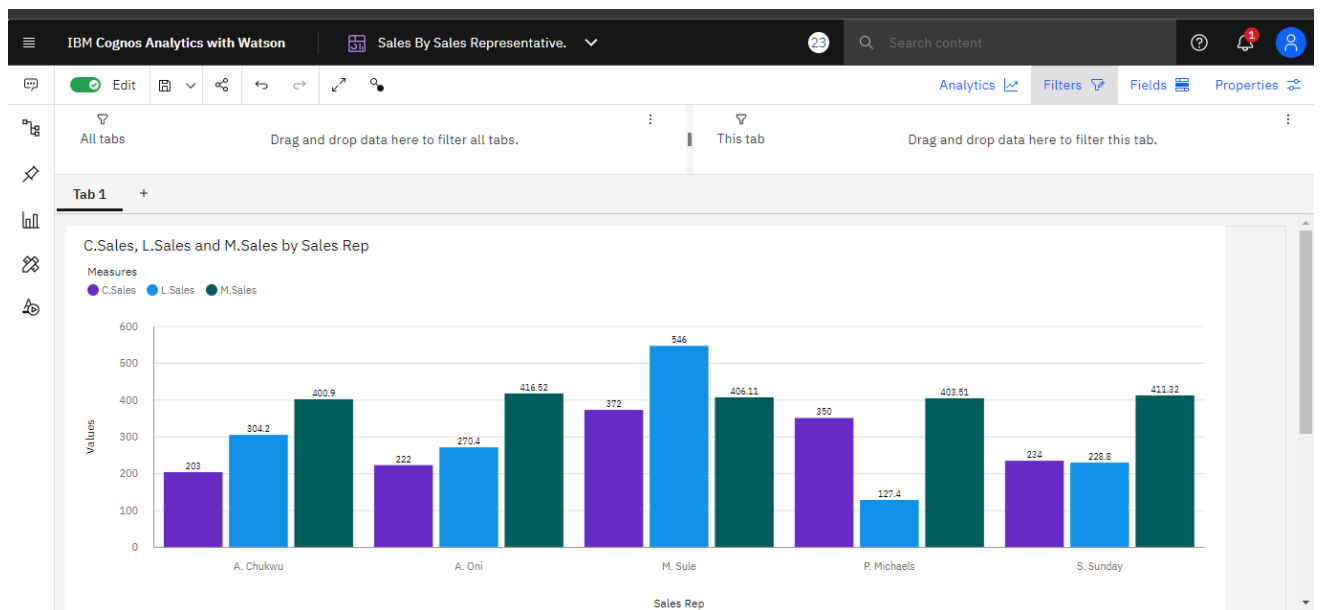 IBM Cognos Analytics with Watson
Sales By Sales Representative.
23
Search content
1
Edit
Analytics
Filters
Fields
Properties
All tabs
Drag and drop data here to filter all tabs.
This tab
Drag and drop data here to filter this tab.
Tab 1
+
C.Sales, L.Sales and M.Sales by Sales Rep
Measures
C.Sales L.Sales M.Sales
Values
600
500
400
300
200
100
0
203
304.2
400.9
222
270.4
416.52
372
546
406.11
350
127.4
403.51
234
228.8
411.32
A. Chukwu
A. Oni
M. Sule
P. Michaels
S. Sunday
Sales Rep